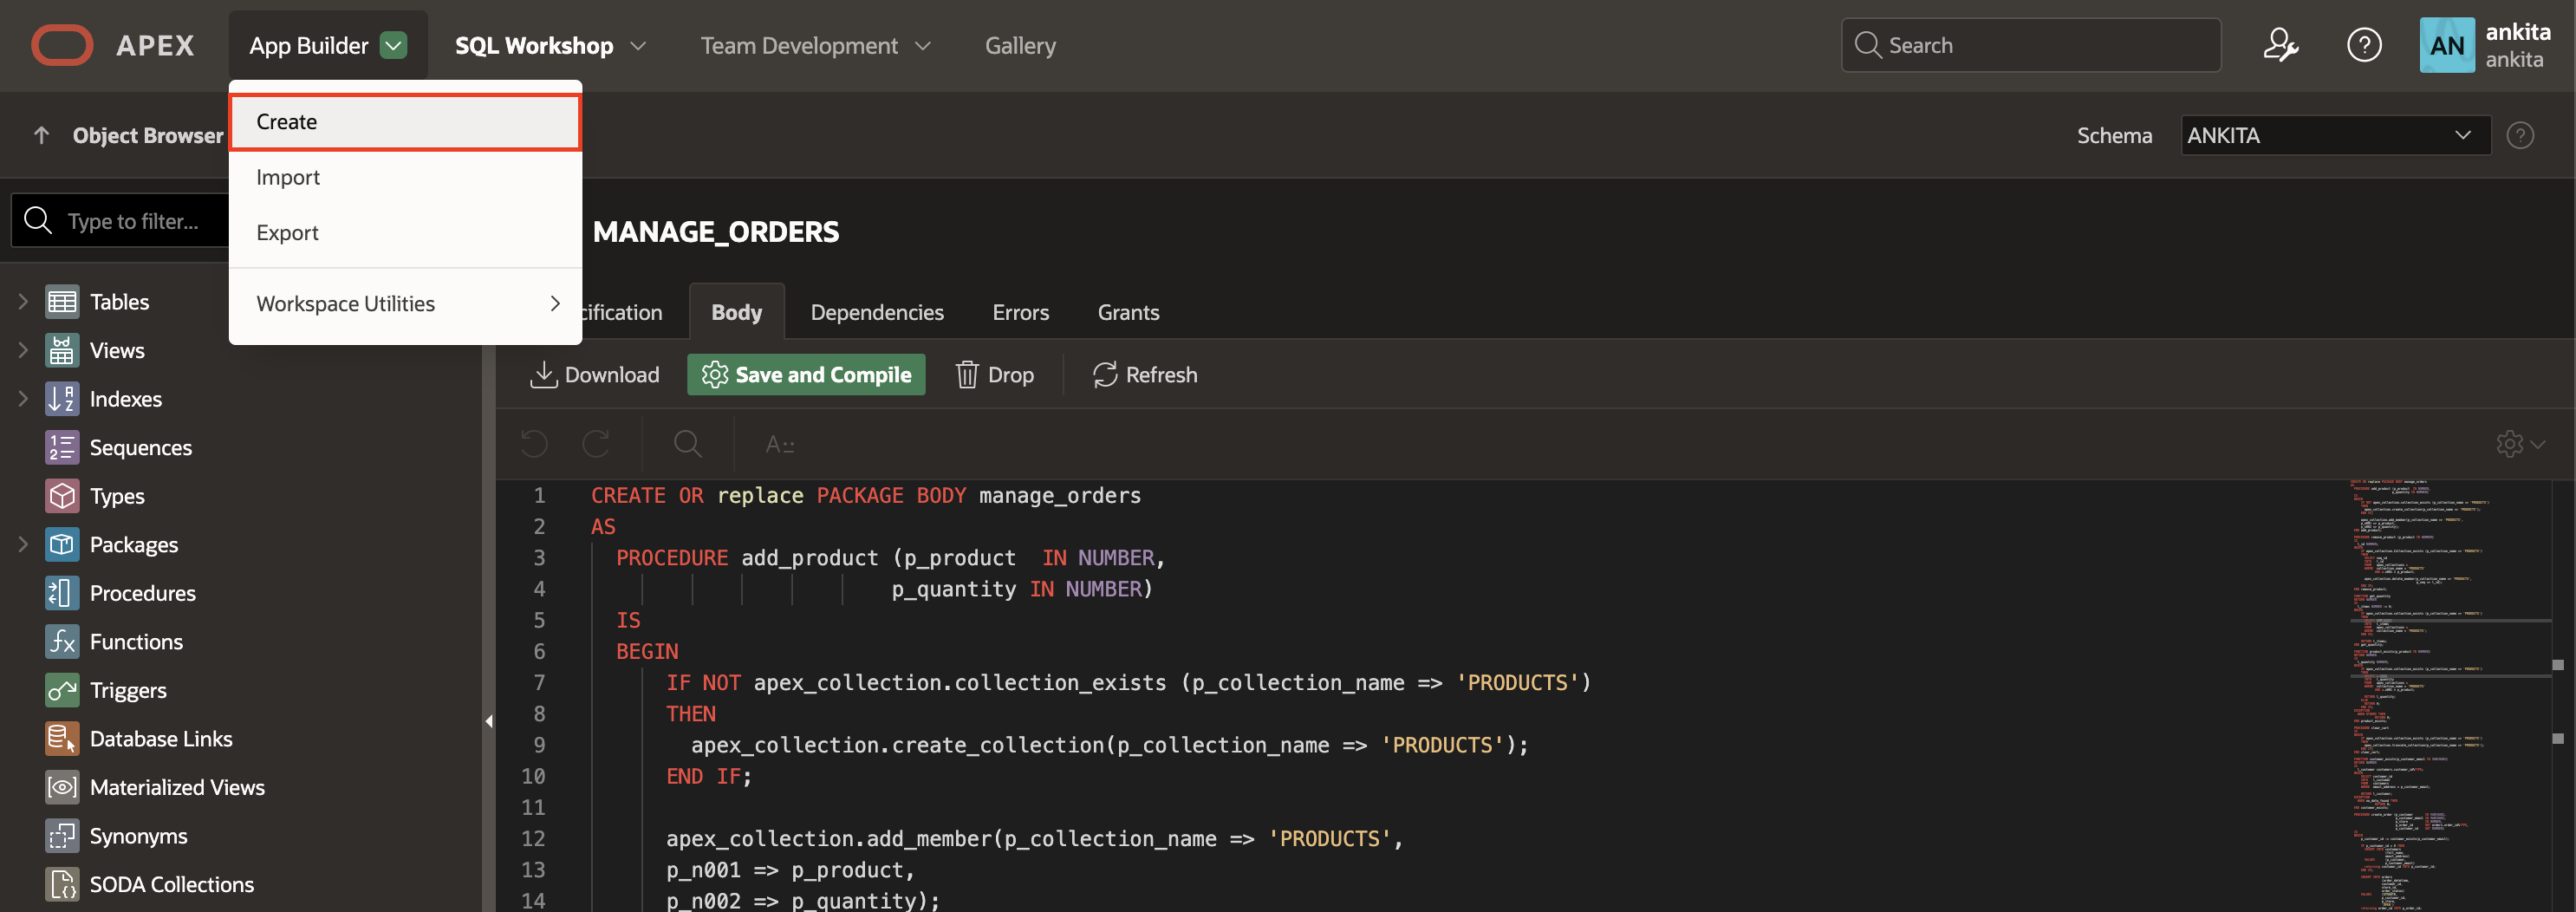 APEX App Builder SQL Workshop Team Development Gallery Search AN ankita
ankita
Object Browser Schema ANKITA
Create
Import
Export
Workspace Utilities
Type to filter...
Tables
Views
Indexes
Sequences
Types
Packages
Procedures
Functions
Triggers
Database Links
Materialized Views
Synonyms
SODA Collections
MANAGE_ORDERS
cification Body Dependencies Errors Grants
Download Save and Compile Drop Refresh
A::
1 CREATE OR replace PACKAGE BODY manage_orders
2 AS
3 PROCEDURE add_product (p_product IN NUMBER,
4 p_quantity IN NUMBER)
5 IS
6 BEGIN
7 IF NOT apex_collection.collection_exists (p_collection_name => 'PRODUCTS')
8 THEN
9 apex_collection.create_collection(p_collection_name => 'PRODUCTS');
10 END IF;
11
12 apex_collection.add_member(p_collection_name => 'PRODUCTS',
13 p_n001 => p_product,
14 p_n002 => p_quantity);